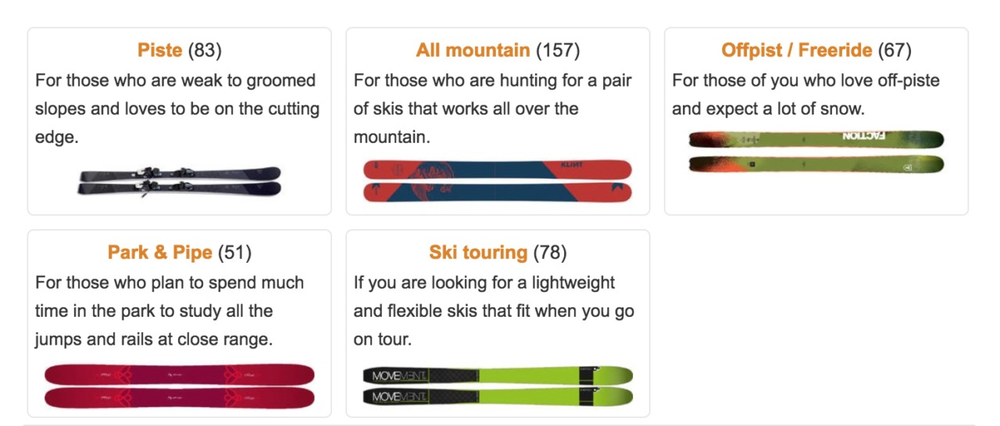 Piste (83)
For those who are weak to groomed
slopes and loves to be on the cutting
edge.
All mountain (157)
For those who are hunting for a pair
of skis that works all over the
mountain.
KLINT
Offpist / Freeride (67)
For those of you who love off-piste
and expect a lot of snow.
FACTION
Park & Pipe (51)
For those who plan to spend much
time in the park to study all the
jumps and rails at close range.
Ski touring (78)
If you are looking for a lightweight
and flexible skis that fit when you go
on tour.
MOVEMENT
MOVEMENT